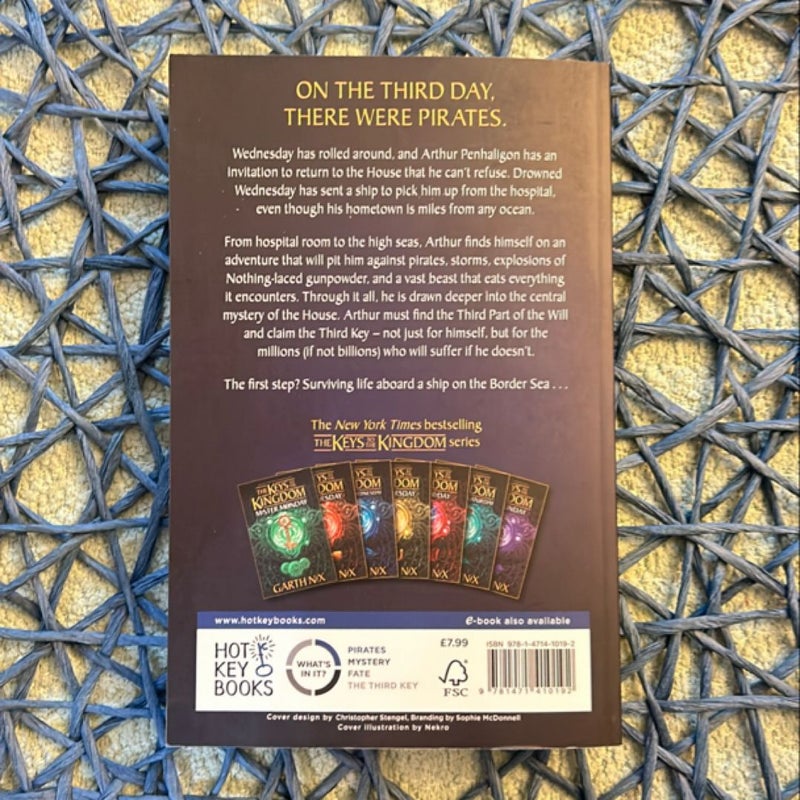 ON THE THIRD DAY,
THERE WERE PIRATES.
Wednesday has rolled around, and Arthur Penhaligon has an
invitation to return to the House that he can't refuse. Drowned
Wednesday has sent a ship to pick him up from the hospital,
even though his hometown is miles from any ocean.
From hospital room to the high seas, Arthur finds himself on an
adventure that will pit him against pirates, storms, explosions of
Nothing-laced gunpowder, and a vast beast that eats everything
it encounters. Through it all, he is drawn deeper into the central
mystery of the House. Arthur must find the Third Part of the Will
and claim the Third Key – not just for himself, but for the
millions (if not billions) who will suffer if he doesn't.
The first step? Surviving life aboard a ship on the Border Sea ...
The New York Times bestselling
THE KEYS TO THE KINGDOM series
THE KEYS TO THE
KINGDOM
MISTER MONDAY
GARTH NIX
NIX
NIX
NIX
NIX
NIX
NIX
www.hotkeybooks.com
e-book also available
HOT
KEY
BOOKS
WHAT'S
IN IT?
PIRATES
MYSTERY
FATE
THE THIRD KEY
£7.99
FSC
ISBN 978-1-4714-1019-2
9 781471 410192
Cover design by Christopher Stengel, Branding by Sophie McDonnell
Cover illustration by Nekro